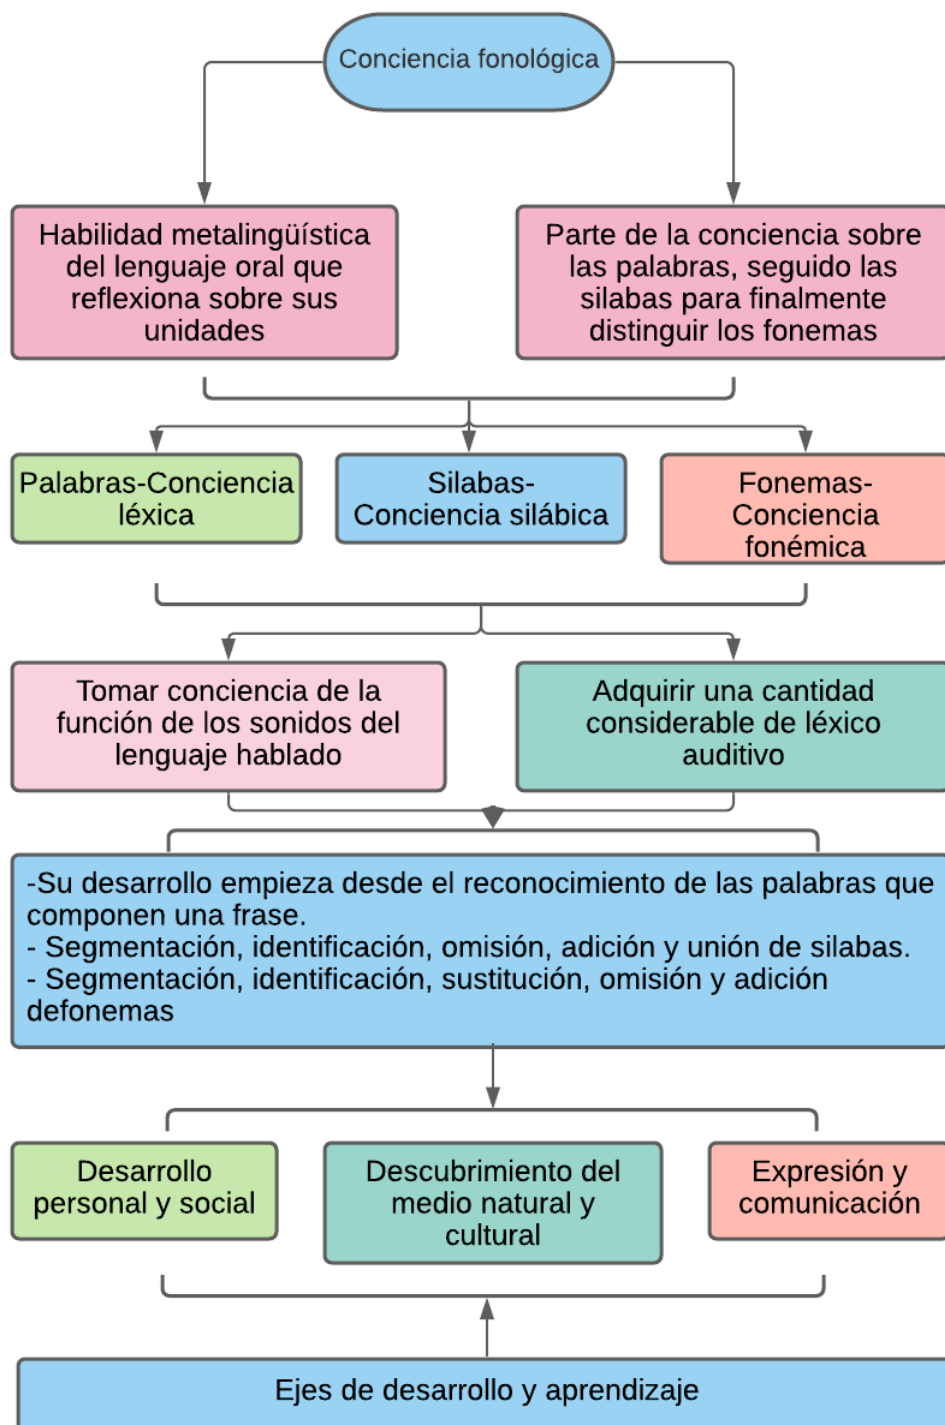 Conciencia fonológica
Habilidad metalingüística
del lenguaje oral que
reflexiona sobre sus
unidades
Parte de la conciencia sobre
las palabras, seguido las
silabas para finalmente
distinguir los fonemas
Palabras-Conciencia
léxica
Silabas-
Conciencia silábica
Fonemas-
Conciencia
fonémica
Tomar conciencia de la
función de los sonidos del
lenguaje hablado
Adquirir una cantidad
considerable de léxico
auditivo
-Su desarrollo empieza desde el reconocimiento de las palabras que
componen una frase.
- Segmentación, identificación, omisión, adición y unión de silabas.
- Segmentación, identificación, sustitución, omisión y adición
defonemas
Desarrollo
personal y social
Descubrimiento del
medio natural y
cultural
Expresión y
comunicación
Ejes de desarrollo y aprendizaje